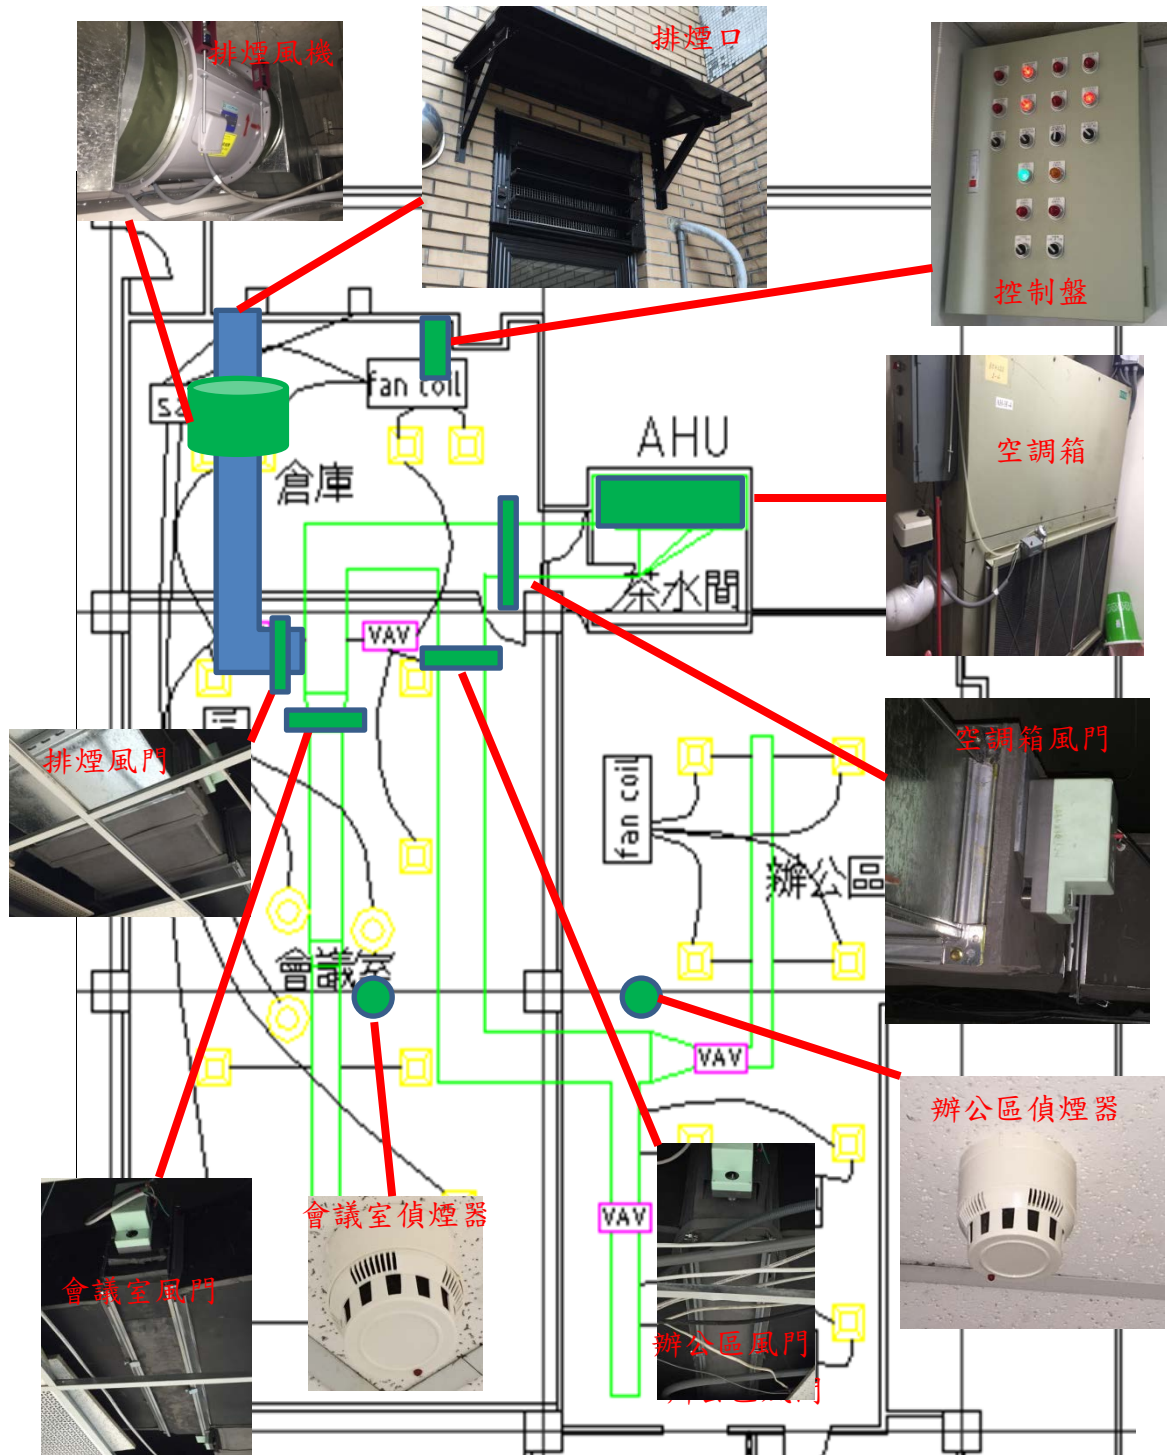 排煙風機
排煙口
控制盤
fan coil
AHU
空調箱
倉庫
茶水間
VAV
排煙風門
空調箱風門
fan coil
辦公區
會議室
VAV
辦公區偵煙器
會議室偵煙器
VAV
會議室風門
辦公區風門